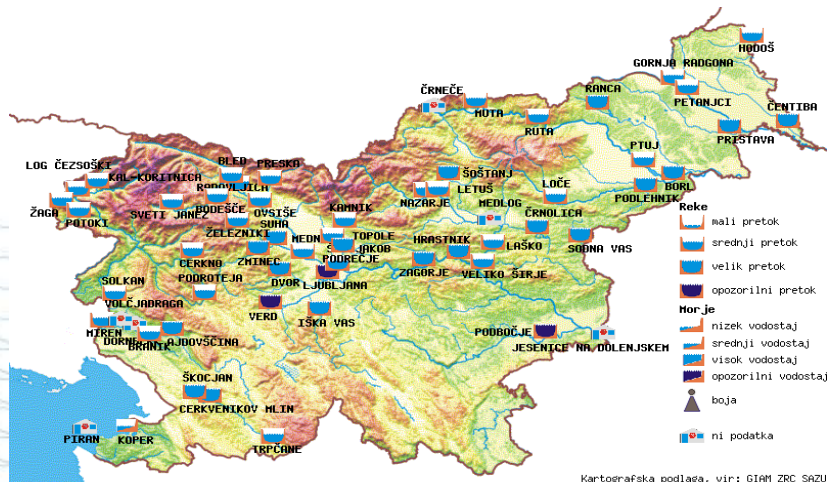 HODOŠ
GORNJA RADGONA
ČRNEČE
RANCA
MUTA
PETANJCI
ČENTIBA
RUTA
PRISTAVA
PTUJ
LOG ČEZSOŠKI
BLED
PRESKA
KAL-KORITNICA
RADOVLJICA
ŠOŠTANJ
LETUŠ
NAZARJE
MEDLOG
LOČE
BORL
PODLEHNIK
ŽAGA
POTOKI
SVETI JANEZ
BODEŠČE
OVSIŠE
KAMNIK
ČRNOLICA
Reke
mali pretok
ŽELEZNIKI
SUHA
TOPOLE
HRASTNIK
LAŠKO
SODNA VAS
srednji pretok
CERKNO
ZMINEC
JAKOB
PODREČJE
ZAGORJE
VELIKO ŠIRJE
velik pretok
PODROTEJA
DVOR
LJUBLJANA
opozorilni pretok
SOLKAN
VOLČJADRAGA
VERD
IŠKA VAS
Morje
nizek vodostaj
MIREN
BRANIK
AJDOVŠČINA
PODBOČJE
JESENICE NA DOLENJSKEM
srednji vodostaj
visok vodostaj
opozorilni vodostaj
ŠKOCJAN
CERKVENIKOV MLIN
boja
PIRAN
KOPER
TRPČANE
ni podatka
Kartografska podlaga, vir: GIAM ZRC SAZU